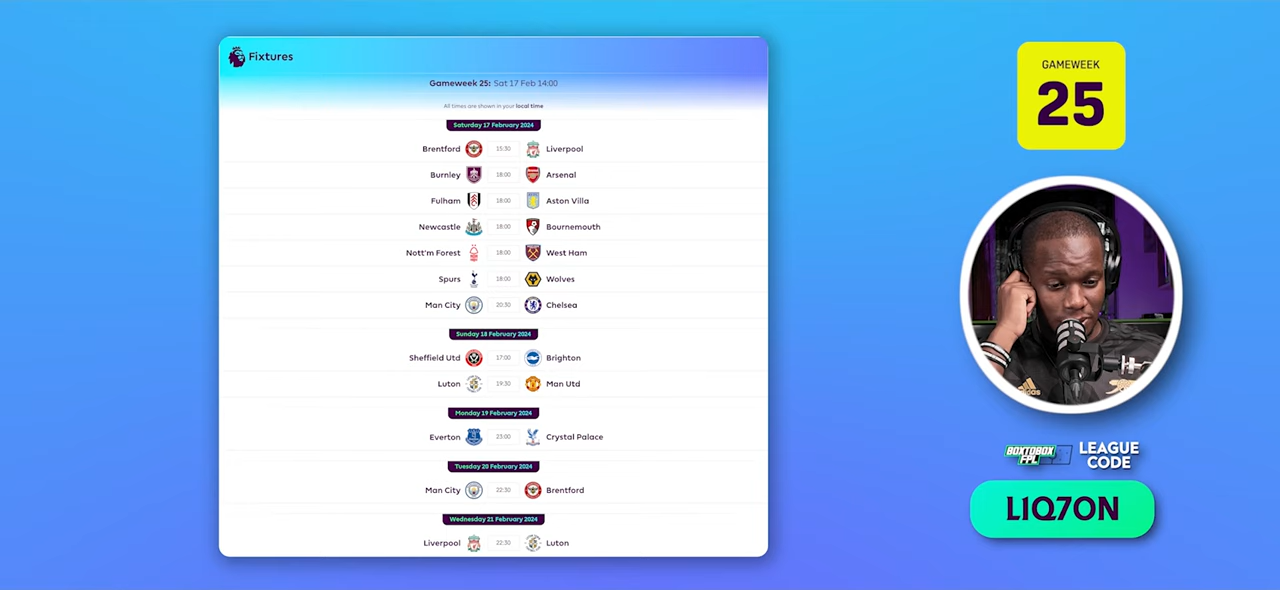 Fixtures
Gameweek 25: Sat 17 Feb 14:00
All times are shown in your local time
Saturday 17 February 2024
Brentford 15:30 Liverpool
Burnley 18:00 Arsenal
Fulham 18:00 Aston Villa
Newcastle 18:00 Bournemouth
Nott'm Forest 18:00 West Ham
Spurs 18:00 Wolves
Man City 20:30 Chelsea
Sunday 18 February 2024
Sheffield Utd 17:00 Brighton
Luton 19:30 Man Utd
Monday 19 February 2024
Everton 23:00 Crystal Palace
Tuesday 20 February 2024
Man City 22:30 Brentford
Wednesday 21 February 2024
Liverpool 22:30 Luton
GAMEWEEK
25
adidas
BOXTOBOX
FPL
LEAGUE
CODE
L1Q7ON